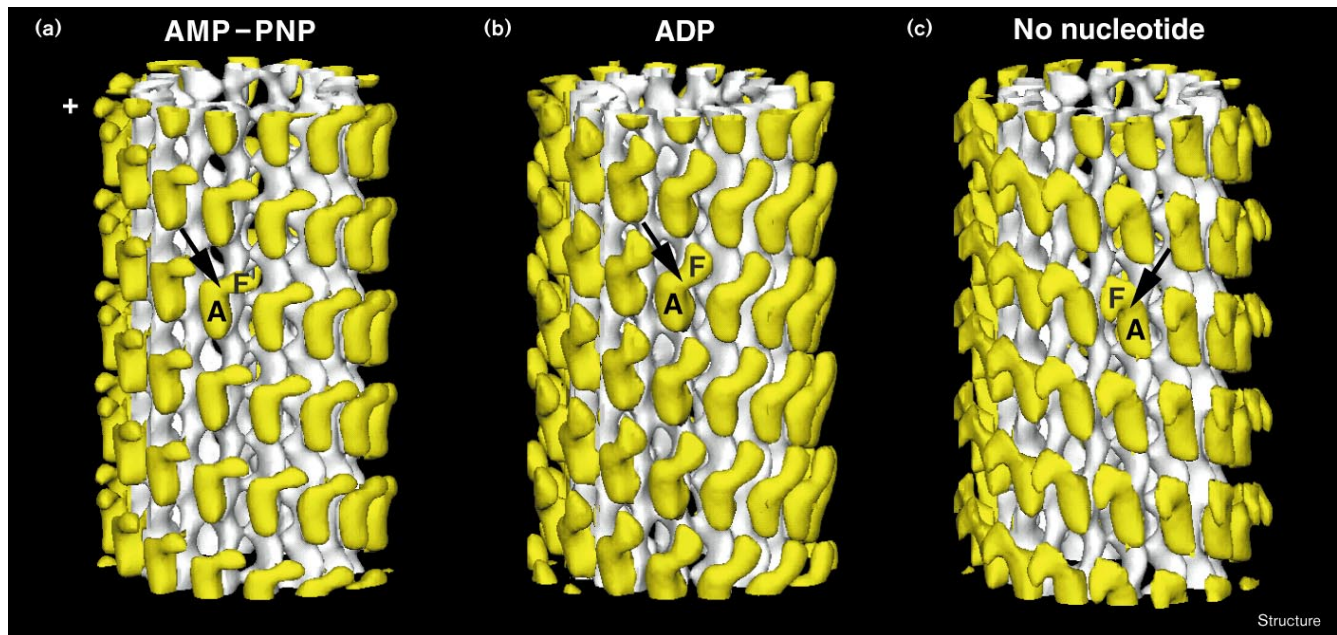 (a) AMP–PNP
(b) ADP
(c) No nucleotide
+
F
A
F
A
F
A
Structure